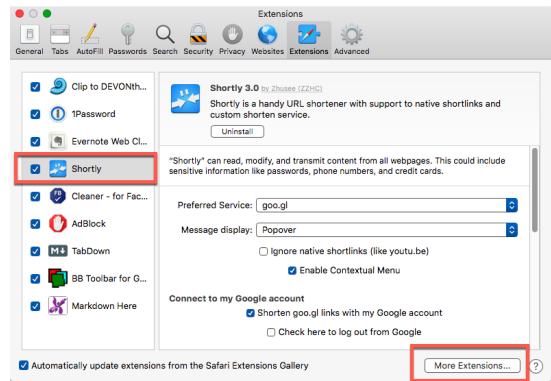 Extensions
General Tabs AutoFill Passwords Search Security Privacy Websites Extensions Advanced
Clip to DEVONth...
1Password
Evernote Web Cl...
Shortly
FB
Cleaner - for Fac...
AdBlock
M
TabDown
BB Toolbar for G...
Markdown Here
Shortly 3.0 by Zhusee (ZZHC)
Shortly is a handy URL shortener with support to native shortlinks and
custom shorten service.
Uninstall
“Shortly” can read, modify, and transmit content from all webpages. This could include
sensitive information like passwords, phone numbers, and credit cards.
Preferred Service: goo.gl
Message display: Popover
Ignore native shortlinks (like youtu.be)
Enable Contextual Menu
Connect to my Google account
Shorten goo.gl links with my Google account
Check here to log out from Google
Automatically update extensions from the Safari Extensions Gallery
More Extensions...
?